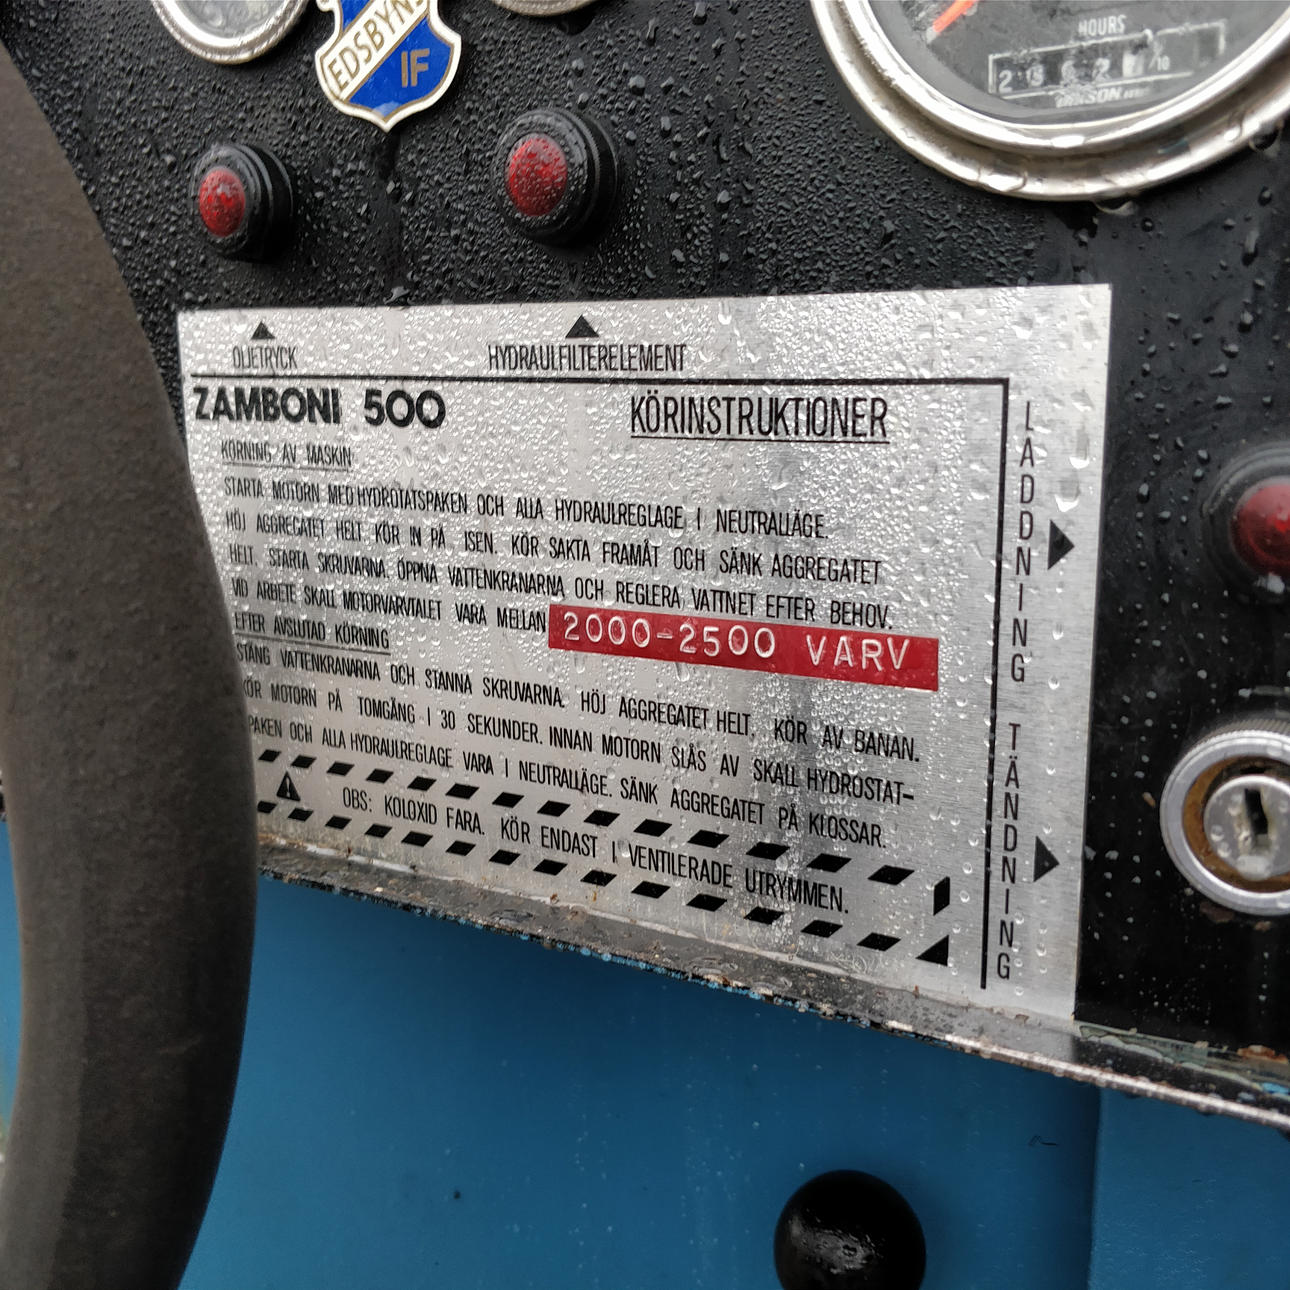 EDSBYNS
IF
HOURS
1/10
OLJETRYCK
HYDRAULFILTERELEMENT
ZAMBONI 500
KÖRINSTRUKTIONER
KÖRNING AV MASKIN
STARTA MOTORN MED HYDROTATSPAKEN OCH ALLA HYDRAULREGLAGE I NEUTRALLÄGE.
HÖJ AGGREGATET HELT. KÖR IN PÅ ISEN. KÖR SAKTA FRAMÅT OCH SÄNK AGGREGATET
HELT. STARTA SKRUVARNA. ÖPPNA VATTENKRANARNA OCH REGLERA VATTNET EFTER BEHOV.
VID ARBETE SKALL MOTORVARVTALET VARA MELLAN 2000-2500 VARV
EFTER AVSLUTAD KÖRNING
STÄNG VATTENKRANARNA OCH STANNA SKRUVARNA. HÖJ AGGREGATET HELT. KÖR AV BANAN.
KÖR MOTORN PÅ TOMGÅNG I 30 SEKUNDER. INNAN MOTORN SLÅS AV SKALL HYDROSTAT-
PAKEN OCH ALLA HYDRAULREGLAGE VARA I NEUTRALLÄGE. SÄNK AGGREGATET PÅ KLOSSAR.
OBS: KOLOXID FARA. KÖR ENDAST I VENTILERADE UTRYMMEN.
LADDNING
TÄNDNING